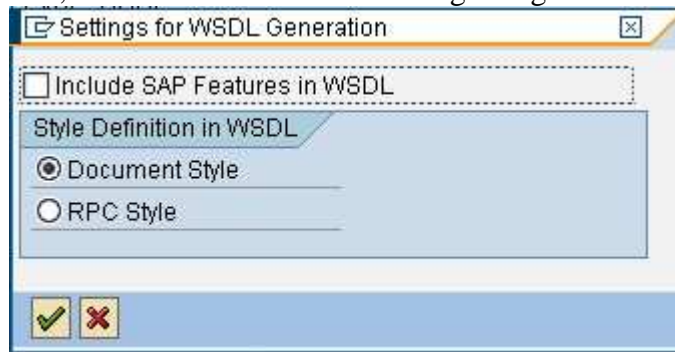 Settings for WSDL Generation
Include SAP Features in WSDL
Style Definition in WSDL
Document Style
RPC Style